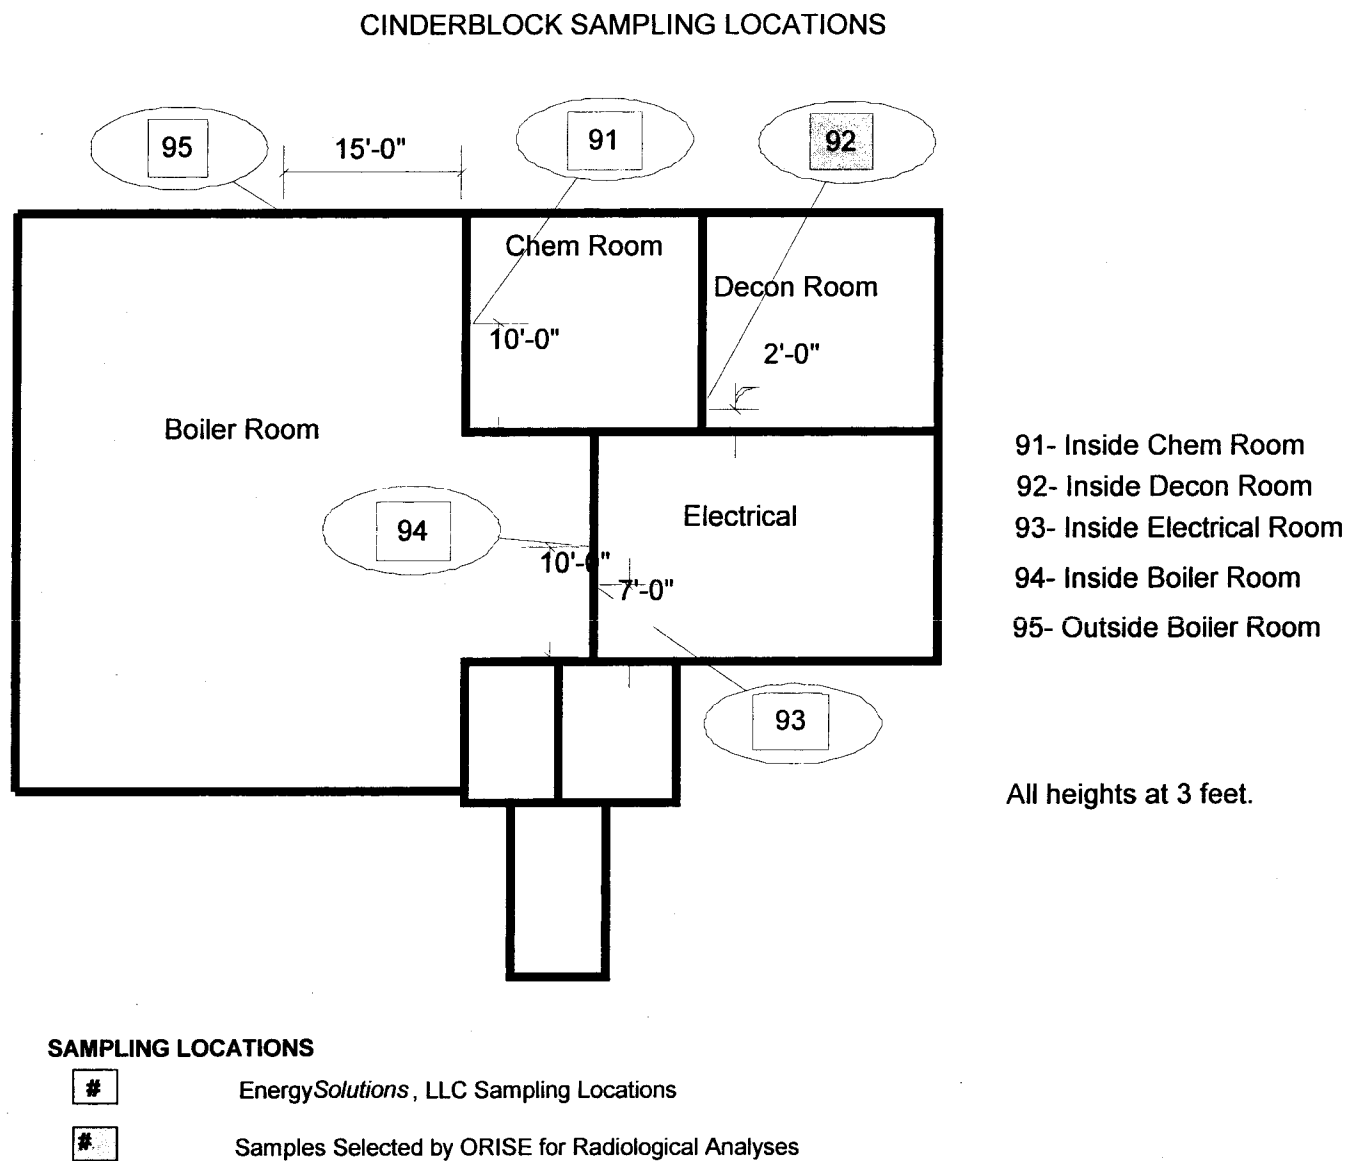 CINDERBLOCK SAMPLING LOCATIONS
95
15'-0"
91
92
Chem Room
Decon Room
10'-0"
2'-0"
Boiler Room
94
Electrical
10'-0"
7'-0"
93
91- Inside Chem Room
92- Inside Decon Room
93- Inside Electrical Room
94- Inside Boiler Room
95- Outside Boiler Room
All heights at 3 feet.
SAMPLING LOCATIONS
# EnergySolutions, LLC Sampling Locations
# Samples Selected by ORISE for Radiological Analyses